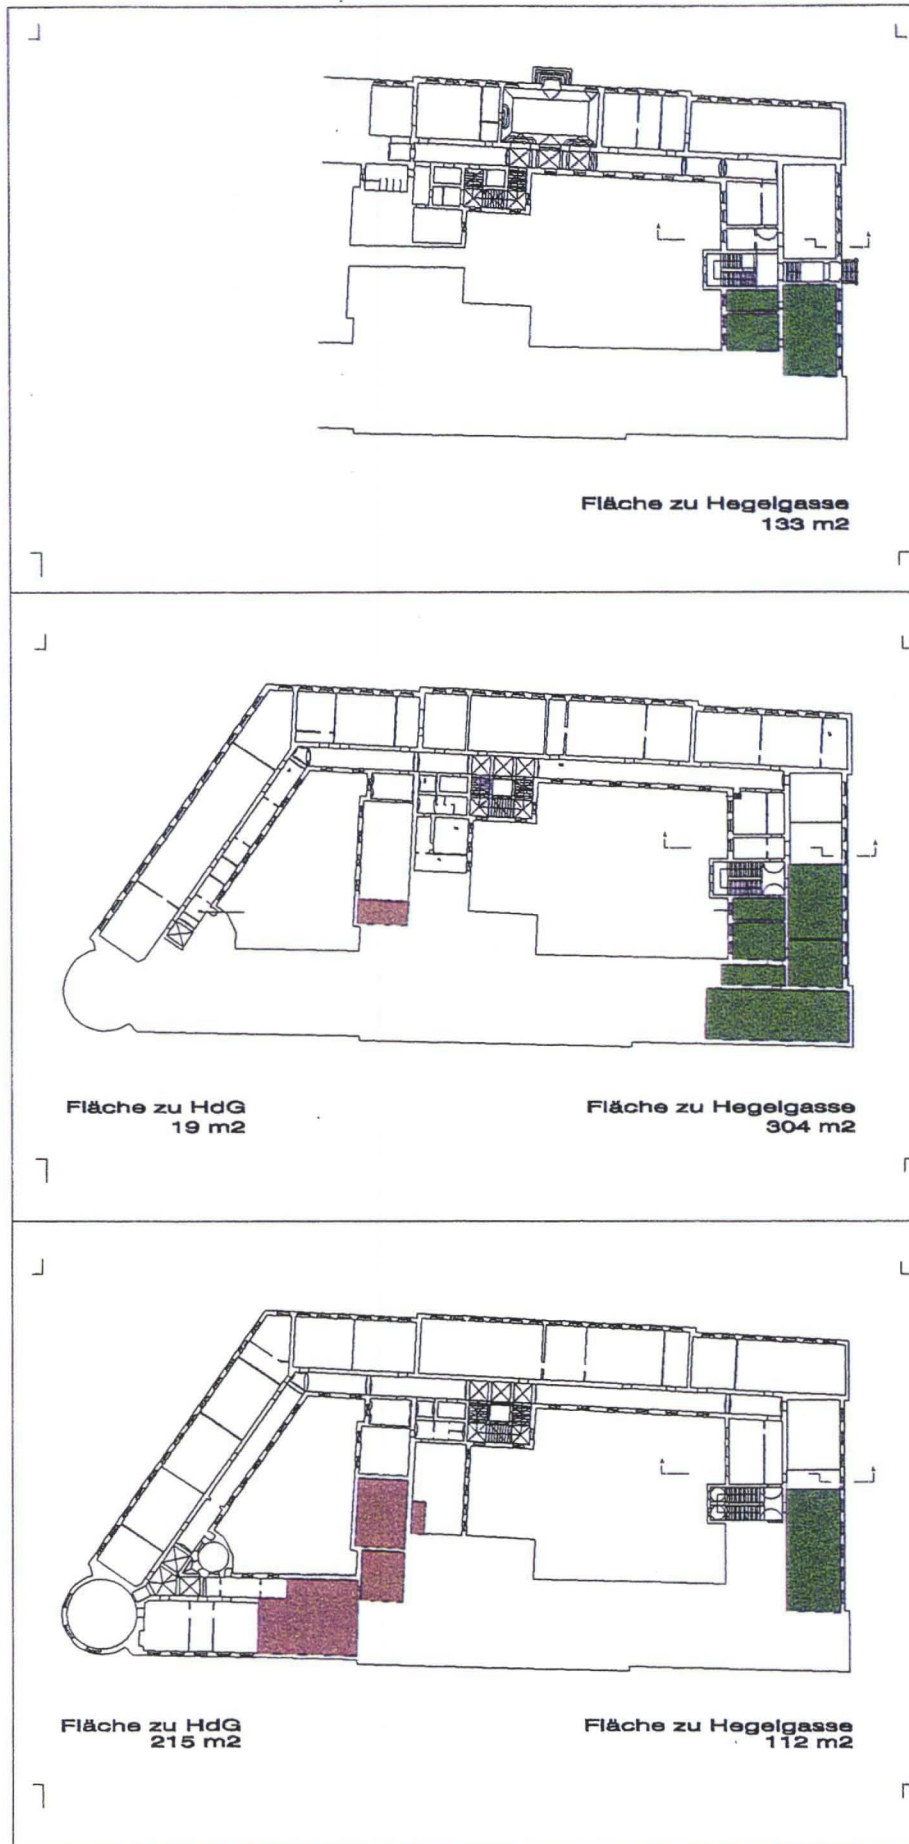 Fläche zu Hegelgasse
133 m2
Fläche zu HdG
19 m2
Fläche zu Hegelgasse
304 m2
Fläche zu HdG
215 m2
Fläche zu Hegelgasse
112 m2